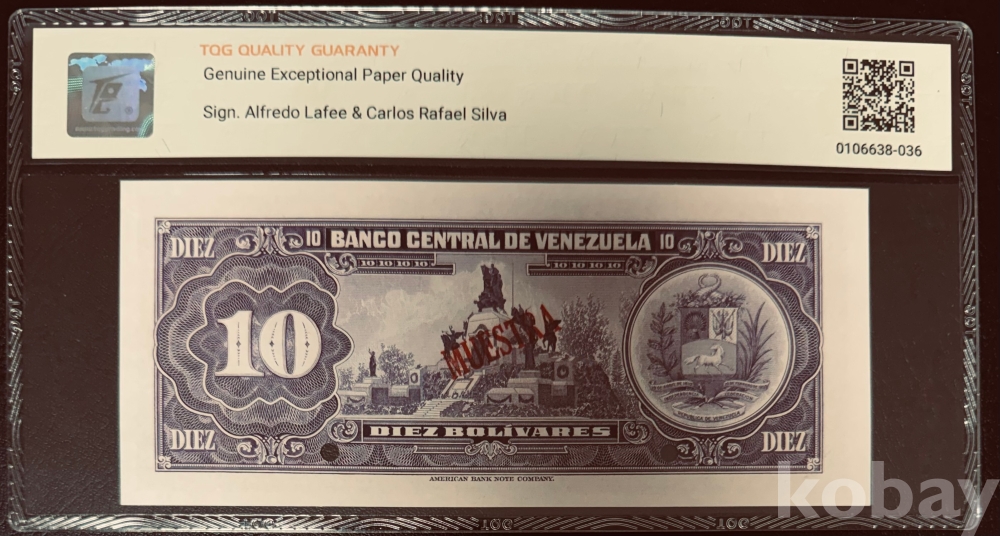 TQG QUALITY GUARANTY
Genuine Exceptional Paper Quality
Sign. Alfredo Lafee & Carlos Rafael Silva
0106638-036
DIEZ 10 BANCO CENTRAL DE VENEZUELA 10 DIEZ
10 10 10 10 10 10 10 10
10
MUESTRA
DIEZ DIEZ BOLÍVARES DIEZ
AMERICAN BANK NOTE COMPANY.
kobay